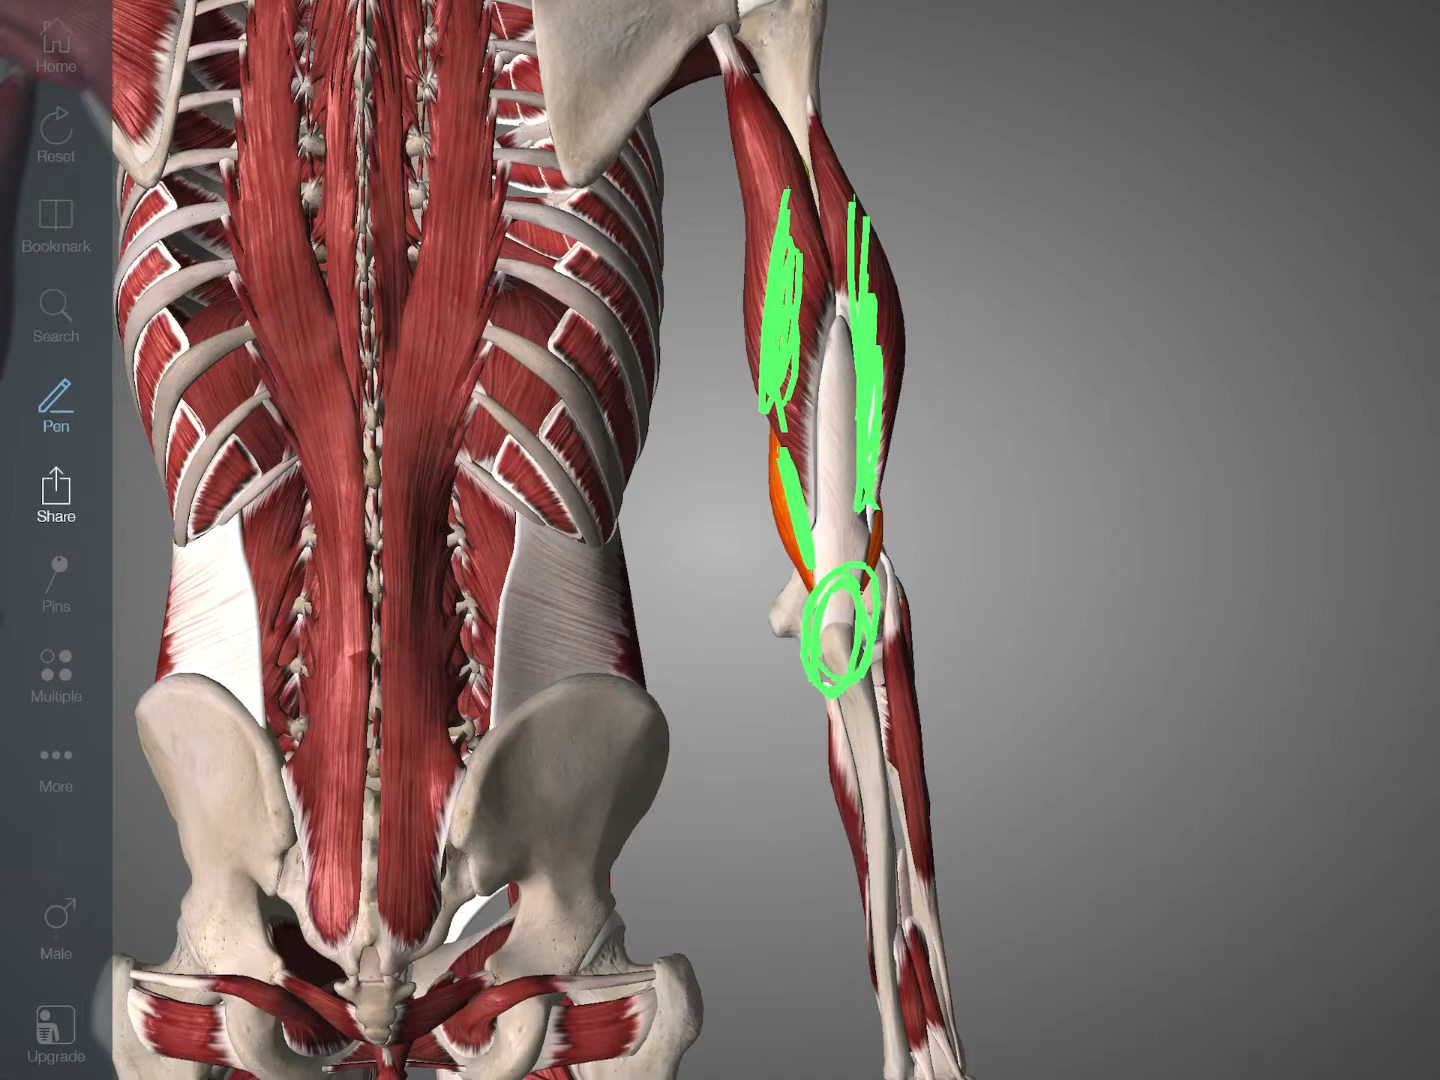 Home
Reset
Bookmark
Search
Pen
Share
Pins
Multiple
More
Male
Upgrade